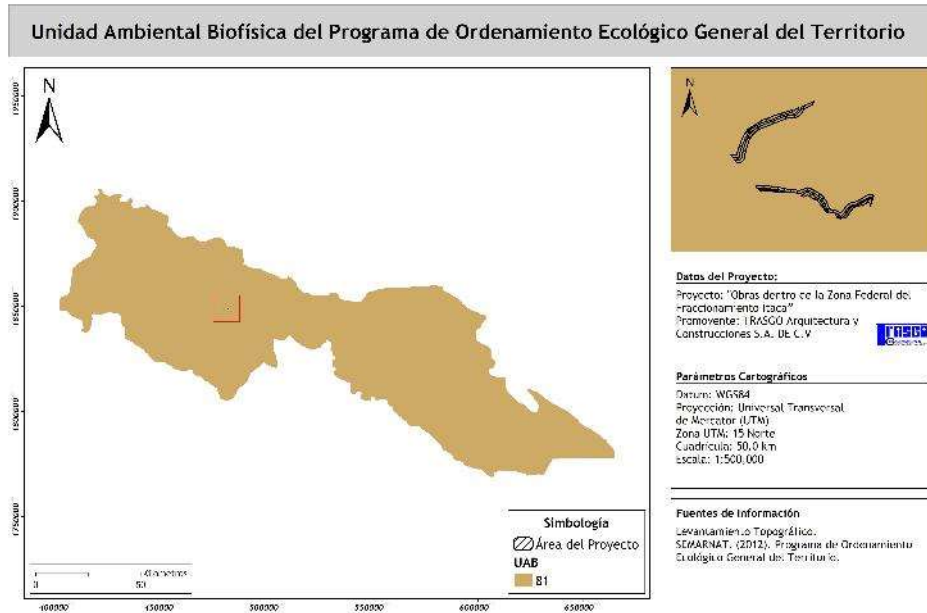 Unidad Ambiental Biofísica del Programa de Ordenamiento Ecológico General del Territorio
N
1950000
1900000
1850000
1800000
1750000
400000 450000 500000 550000 600000 650000
Kilometros
0 50
Simbología
Área del Proyecto
UAB
81
N
Datos del Proyecto:
Proyecto: "Obras dentro de la Zona Federal del
Fraccionamiento Itaca"
Promovente: TRASGO Arquitectura y
Construcciones S.A. DE C.V
TRASGO
Parámetros Cartográficos
Datum: WGS84
Proyección: Universal Transversal
de Mercator (UTM)
Zona UTM: 15 Norte
Cuadrícula: 50.0 km
Escala: 1:500,000
Fuentes de Información
Levantamiento Topográfico.
SEMARNAT. (2012). Programa de Ordenamiento
Ecológico General del Territorio.